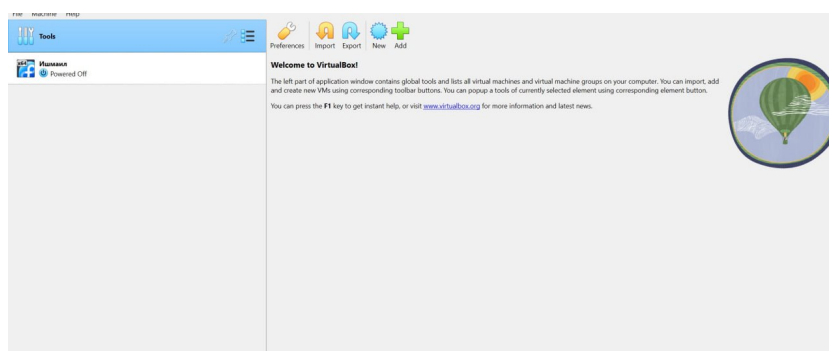 File Machine Help
Tools
Preferences Import Export New Add
x64
Ишмаил
Powered Off
Welcome to VirtualBox!
The left part of application window contains global tools and lists all virtual machines and virtual machine groups on your computer. You can import, add
and create new VMs using corresponding toolbar buttons. You can popup a tools of currently selected element using corresponding element button.
You can press the F1 key to get instant help, or visit www.virtualbox.org for more information and latest news.